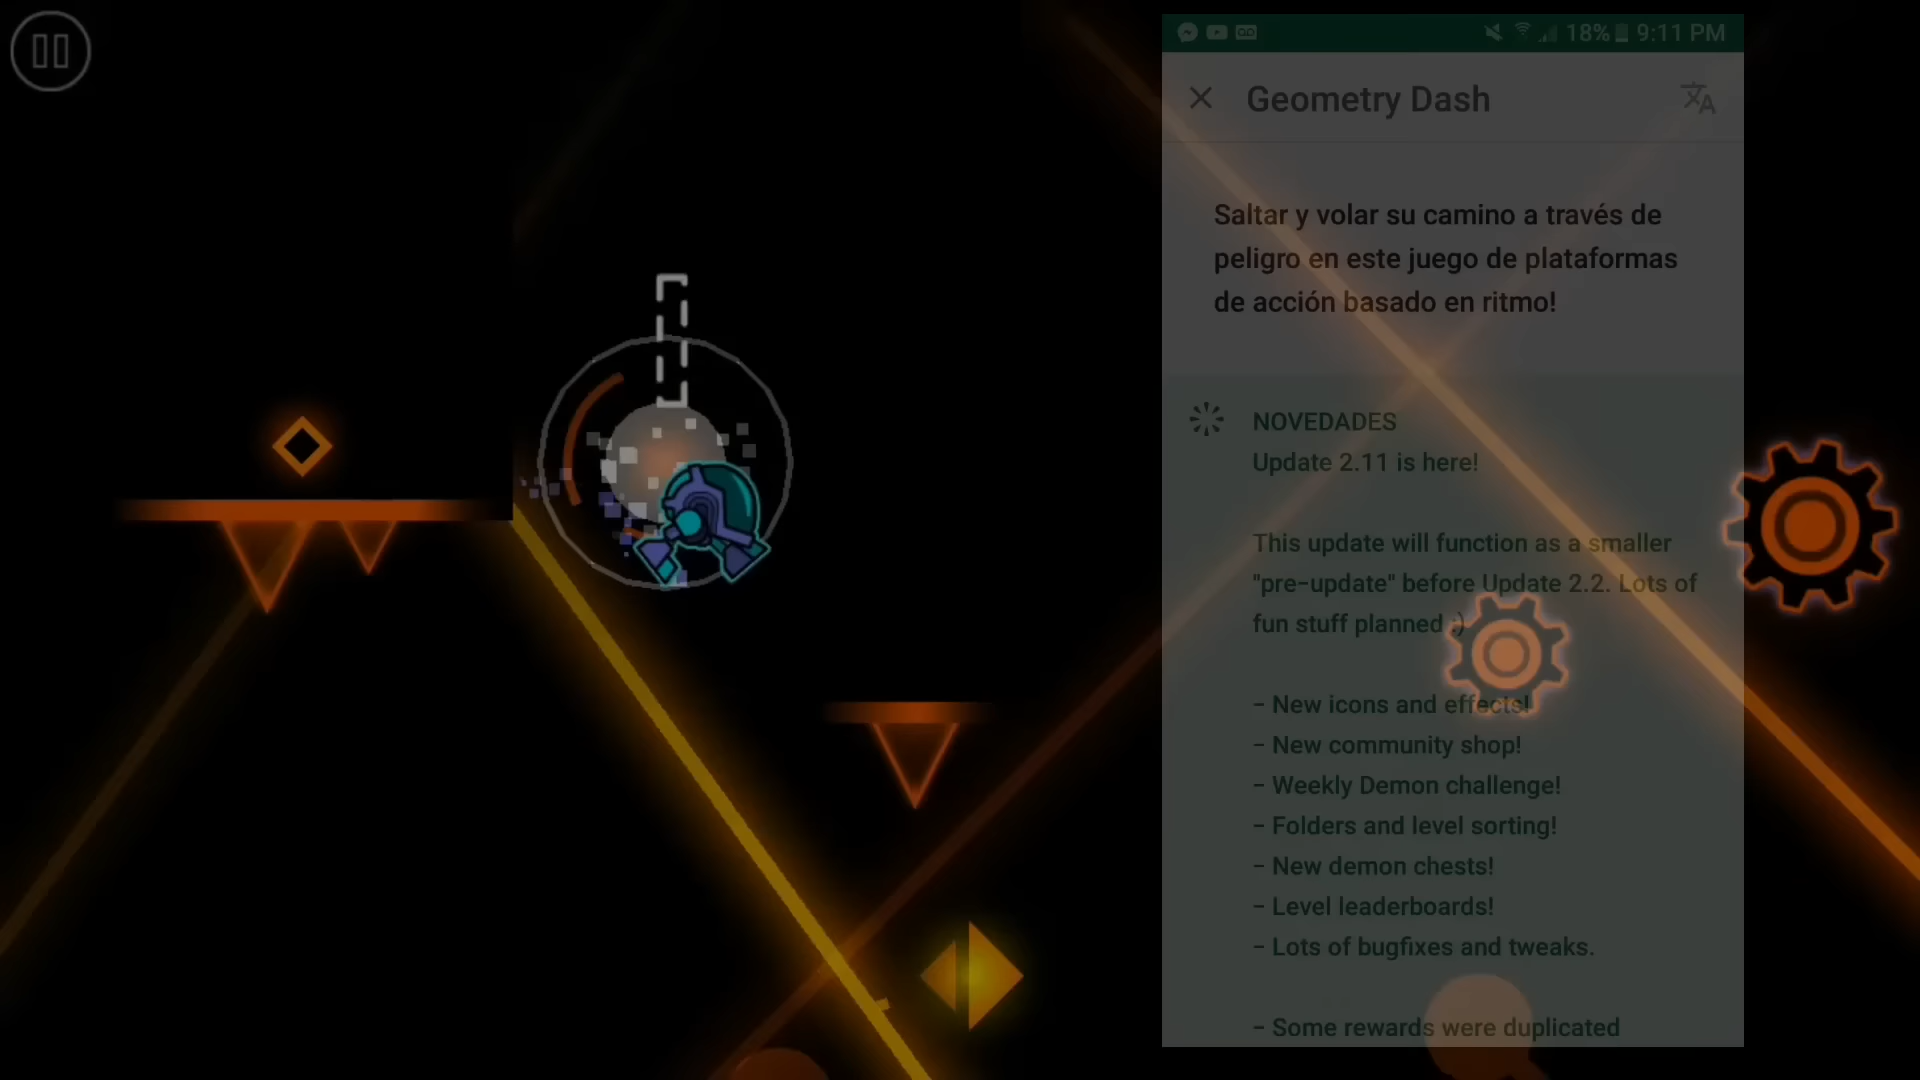 18% 9:11 PM
Geometry Dash
Saltar y volar su camino a través de
peligro en este juego de plataformas
de acción basado en ritmo!
NOVEDADES
Update 2.11 is here!
This update will function as a smaller
"pre-update" before Update 2.2. Lots of
fun stuff planned :)
- New icons and effects!
- New community shop!
- Weekly Demon challenge!
- Folders and level sorting!
- New demon chests!
- Level leaderboards!
- Lots of bugfixes and tweaks.
- Some rewards were duplicated